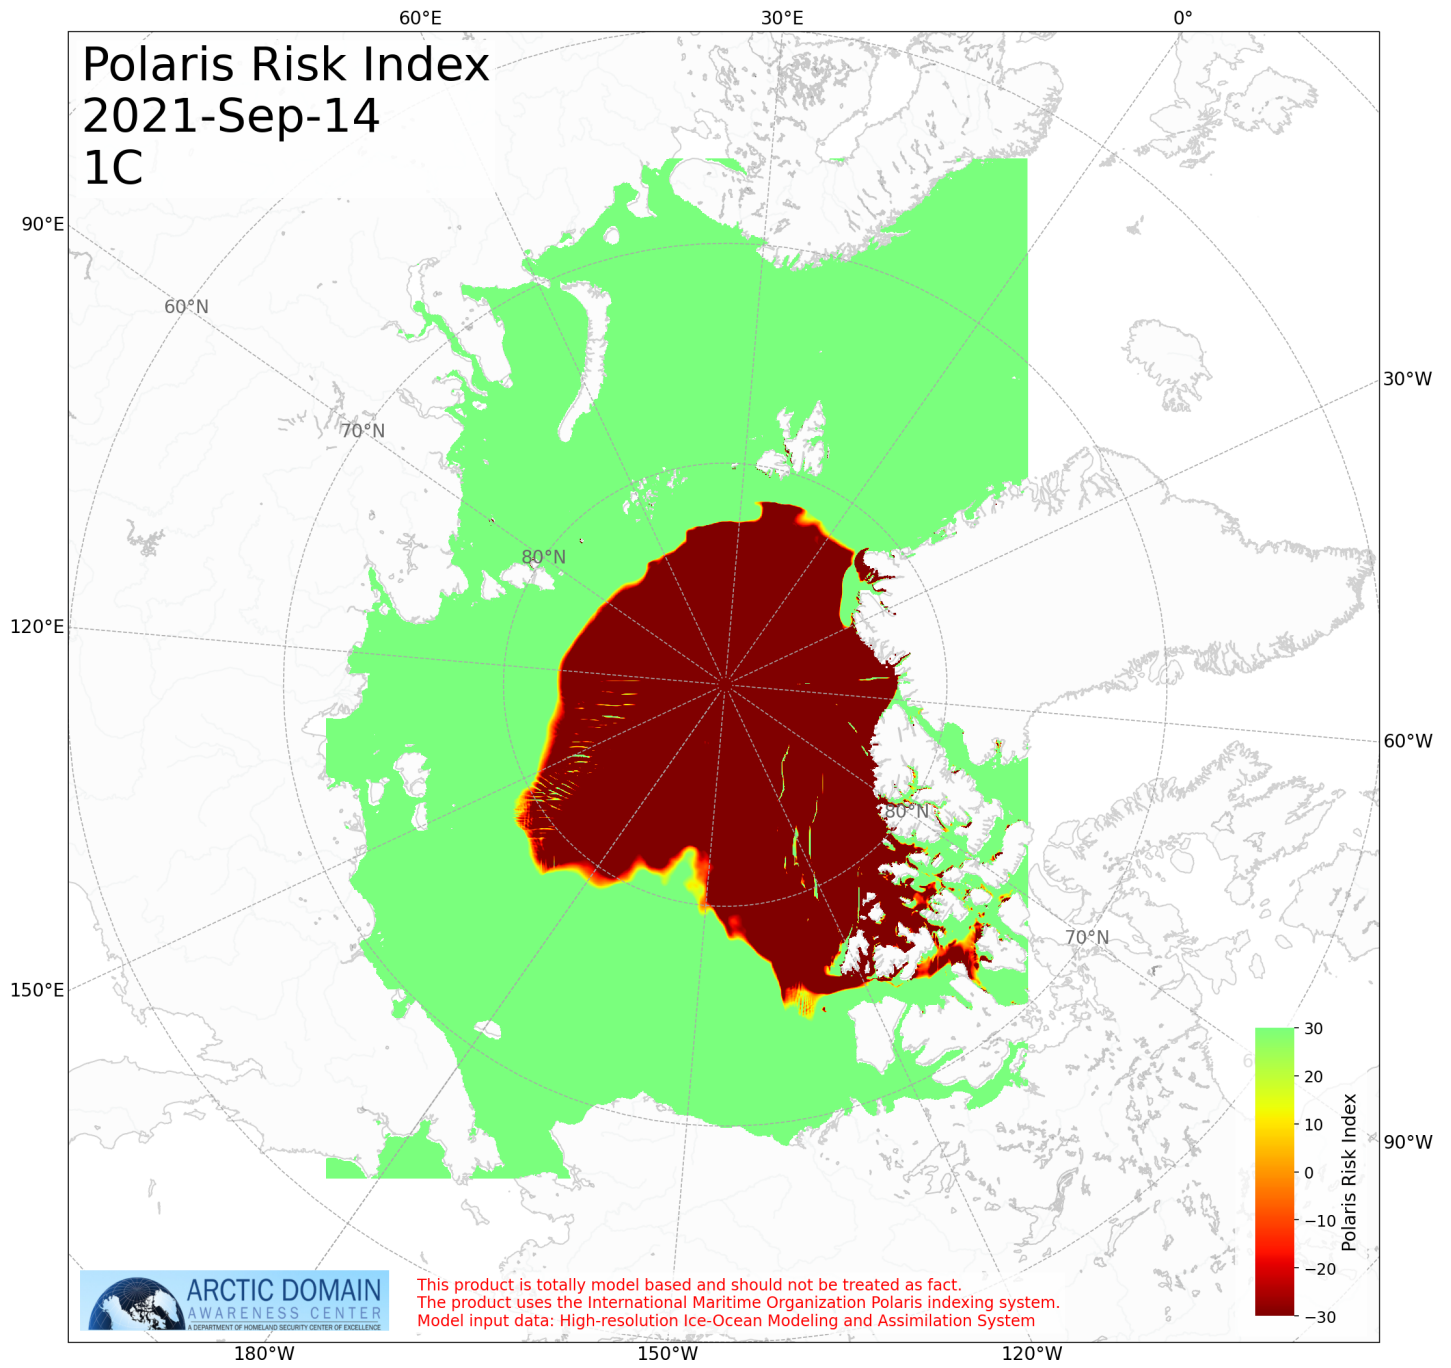 60°E 30°E 0°
Polaris Risk Index
2021-Sep-14
1C
90°E
60°N
30°W
70°N
80°N
120°E
60°W
80°N
70°N
150°E
30
20
10
0
−10
−20
−30
Polaris Risk Index
90°W
ARCTIC DOMAIN
AWARENESS CENTER
A DEPARTMENT OF HOMELAND SECURITY CENTER OF EXCELLENCE
This product is totally model based and should not be treated as fact.
The product uses the International Maritime Organization Polaris indexing system.
Model input data: High-resolution Ice-Ocean Modeling and Assimilation System
180°W 150°W 120°W